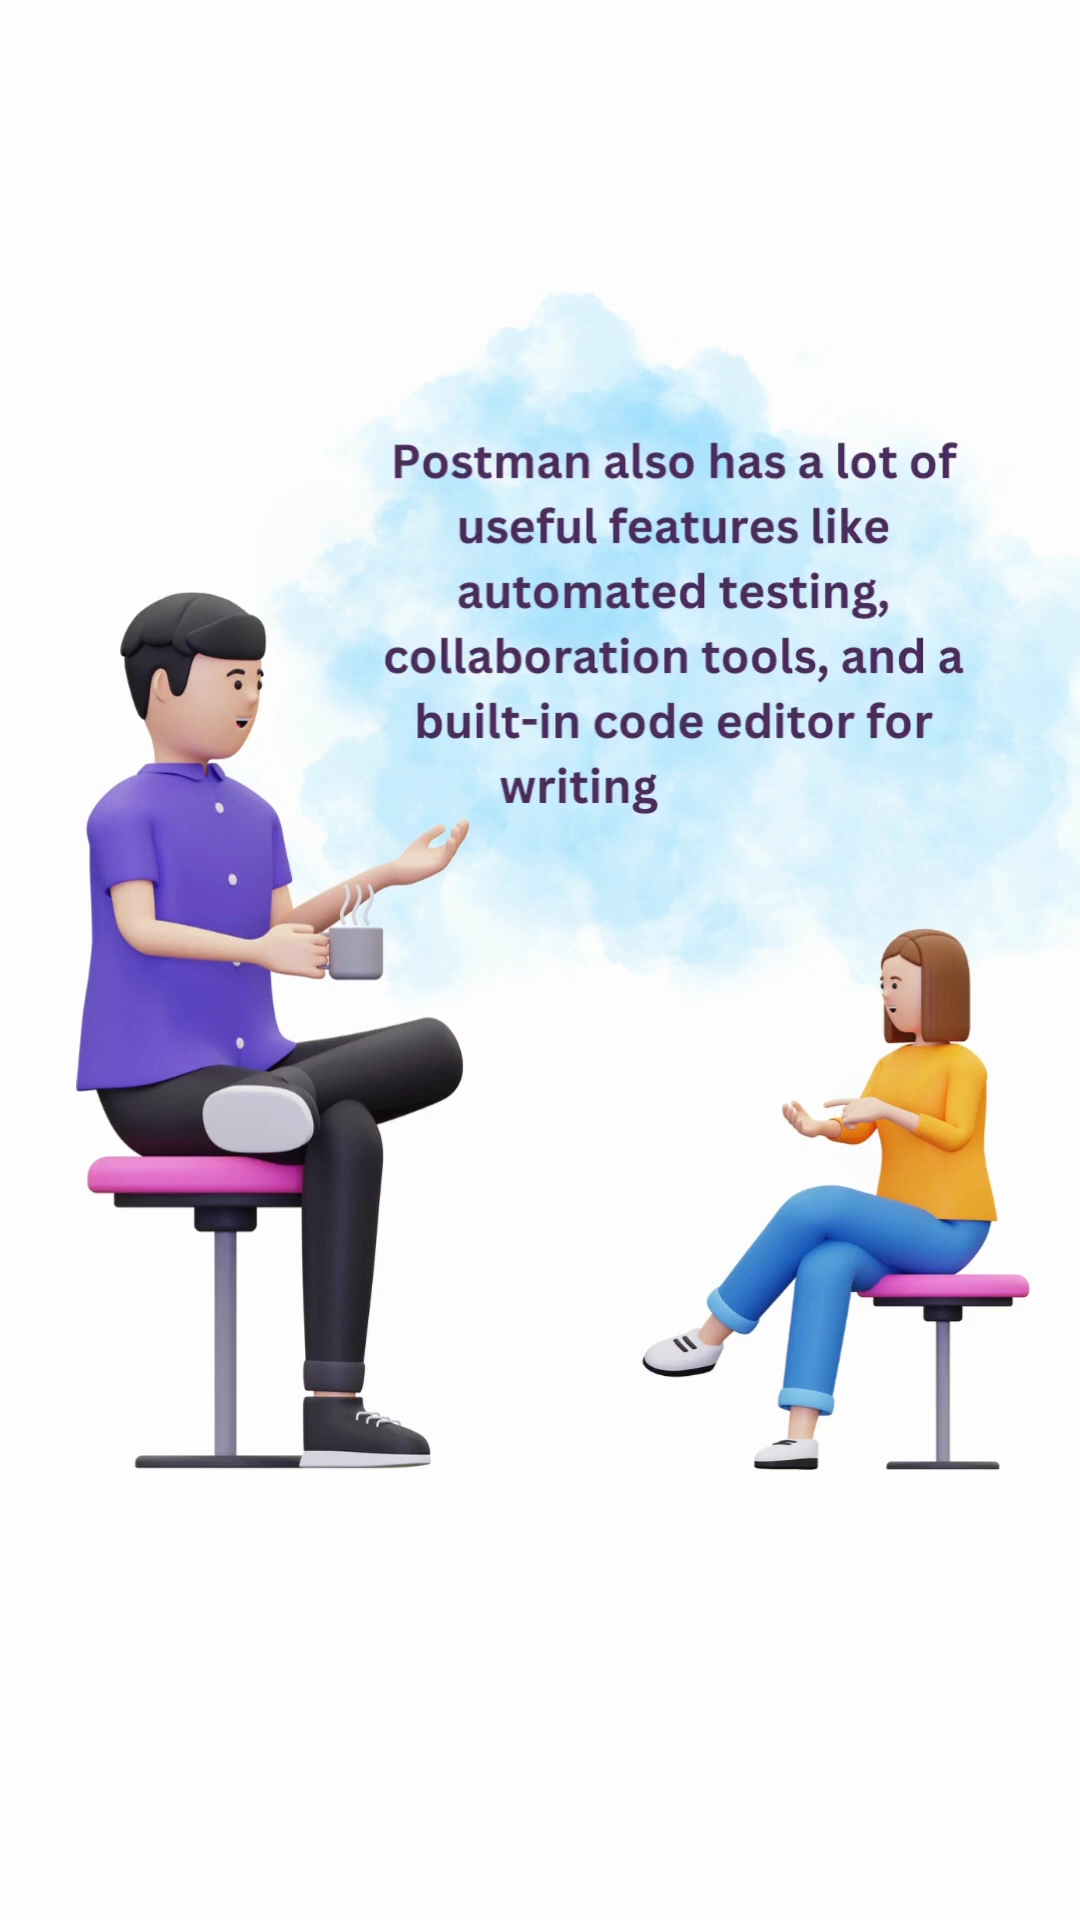 Postman also has a lot of
useful features like
automated testing,
collaboration tools, and a
built-in code editor for
writing